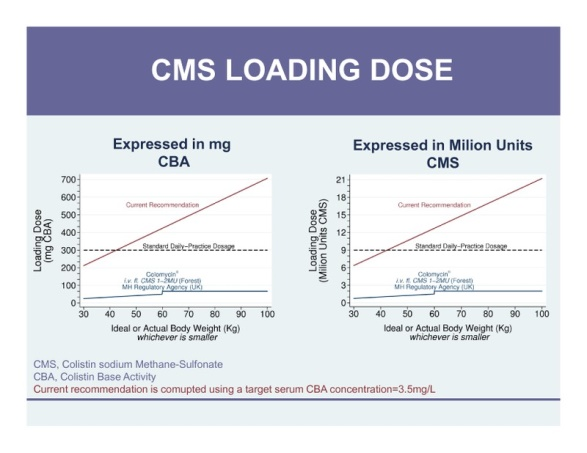 CMS LOADING DOSE
Expressed in mg
CBA
Loading Dose
(mg CBA)
700
600
500
400
300
200
100
0
Current Recommendation
Standard Daily-Practice Dosage
Colomycin®
i.v. fl. CMS 1-2MU (Forest)
MH Regulatory Agency (UK)
30 40 50 60 70 80 90 100
Ideal or Actual Body Weight (Kg)
whichever is smaller
Expressed in Milion Units
CMS
Loading Dose
(Milion Units CMS)
21
18
15
12
9
6
3
0
Current Recommendation
Standard Daily-Practice Dosage
Colomycin®
i.v. fl. CMS 1-2MU (Forest)
MH Regulatory Agency (UK)
30 40 50 60 70 80 90 100
Ideal or Actual Body Weight (Kg)
whichever is smaller
CMS, Colistin sodium Methane-Sulfonate
CBA, Colistin Base Activity
Current recommendation is comupted using a target serum CBA concentration=3.5mg/L